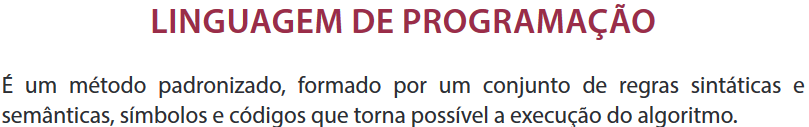 LINGUAGEM DE PROGRAMAÇÃO
É um método padronizado, formado por um conjunto de regras sintáticas e
semânticas, símbolos e códigos que torna possível a execução do algoritmo.